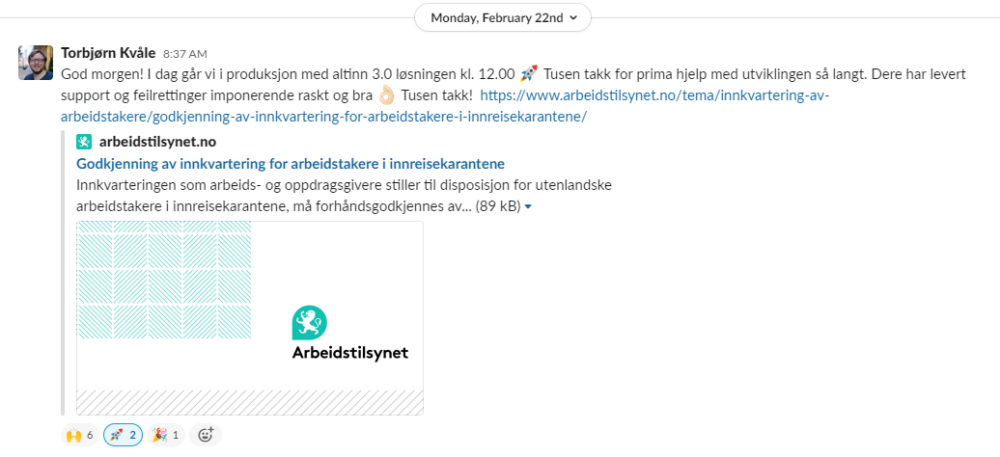 Monday, February 22nd
Torbjørn Kvåle 8:37 AM
God morgen! I dag går vi i produksjon med altinn 3.0 løsningen kl. 12.00 🚀 Tusen takk for prima hjelp med utviklingen så langt. Dere har levert
support og feilrettinger imponerende raskt og bra 👌🏻 Tusen takk! https://www.arbeidstilsynet.no/tema/innkvartering-av-
arbeidstakere/godkjenning-av-innkvartering-for-arbeidstakere-i-innreisekarantene/
arbeidstilsynet.no
Godkjenning av innkvartering for arbeidstakere i innreisekarantene
Innkvarteringen som arbeids- og oppdragsgivere stiller til disposisjon for utenlandske
arbeidstakere i innreisekarantene, må forhåndsgodkjennes av... (89 kB)
Arbeidstilsynet
🙌 6 🚀 2 🎉 1